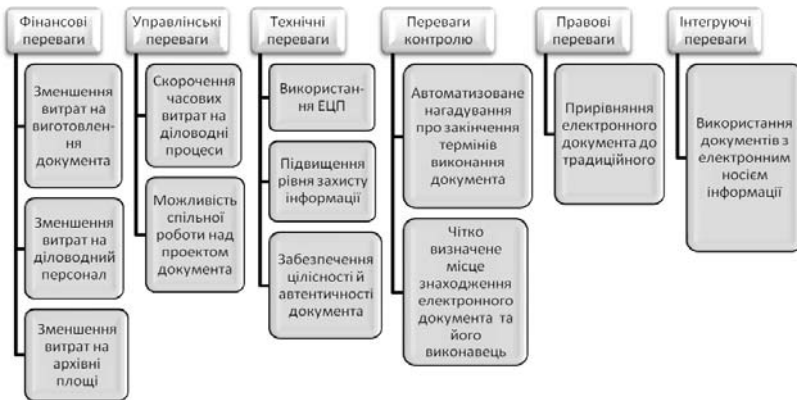 Фінансові
переваги
Зменшення
витрат на
виготовлен-
ня
документа
Зменшення
витрат на
діловодний
персонал
Зменшення
витрат на
архівні
площі
Управлінські
переваги
Скорочення
часових
витрат на
діловодні
процеси
Можливість
спільної
роботи над
проектом
документа
Технічні
переваги
Використан-
ня ЕЦП
Підвищення
рівня захисту
інформації
Забезпечення
цілісності й
автентичності
документа
Переваги
контролю
Автоматизоване
нагадування
про закінчення
термінів
виконання
документа
Чітко
визначене
місце
знаходження
електронного
документа та
його
виконавець
Правові
переваги
Прирівняння
електронного
документа до
традиційного
Інтегруючі
переваги
Використання
документів з
електронним
носієм
інформації